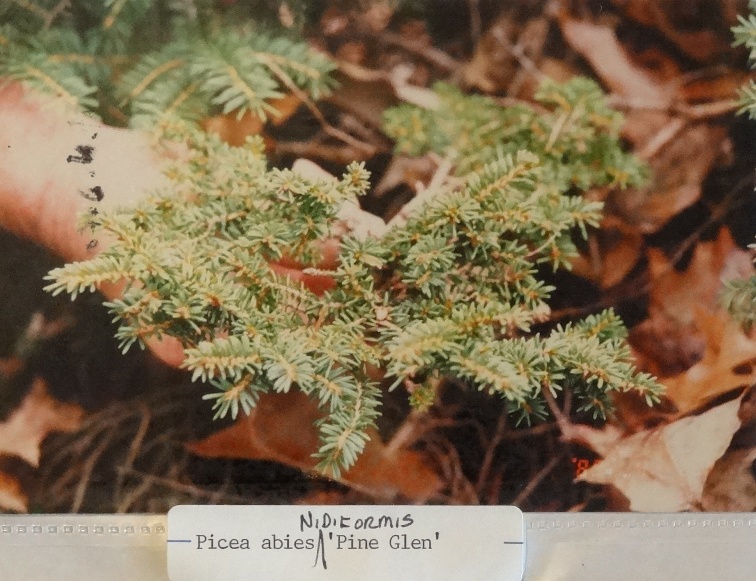 NIDIFORMIS
— Picea abies 'Pine Glen' —